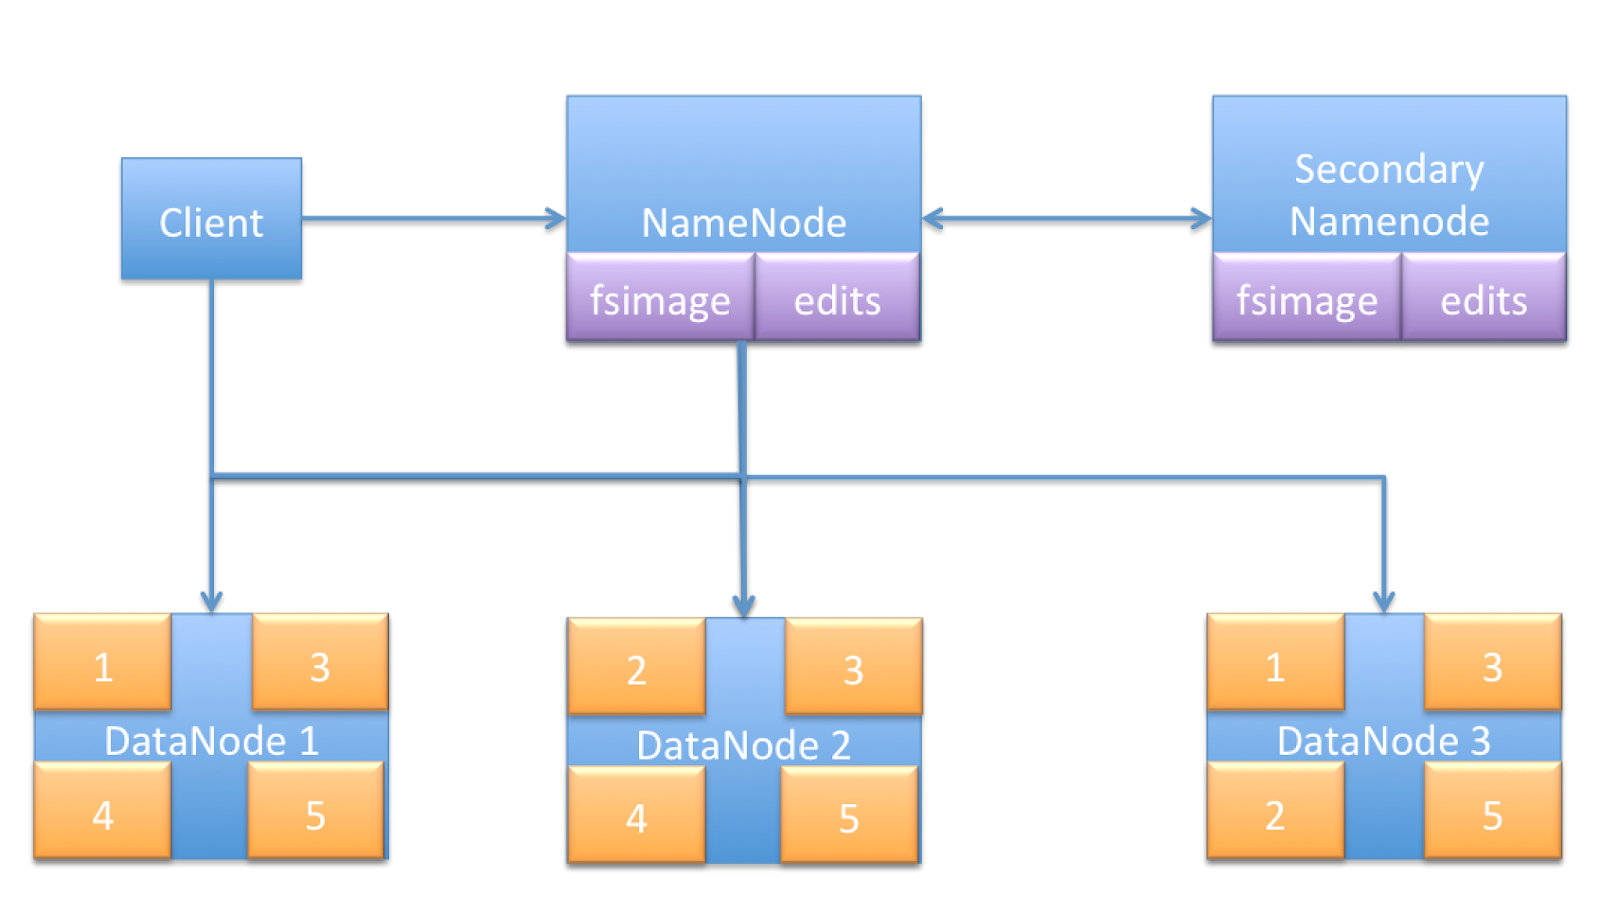 Client
NameNode
fsimage
edits
Secondary
Namenode
fsimage
edits
1
3
DataNode 1
4
5
2
3
DataNode 2
4
5
1
3
DataNode 3
2
5